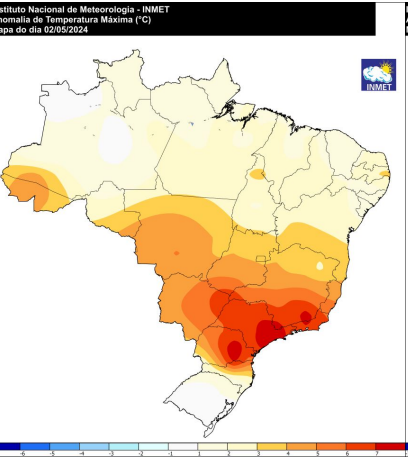 stituto Nacional de Meteorologia - INMET
nomalia de Temperatura Máxima (°C)
apa do dia 02/05/2024
INMET
-6 -5 -4 -3 -2 -1 1 2 3 4 5 6 7